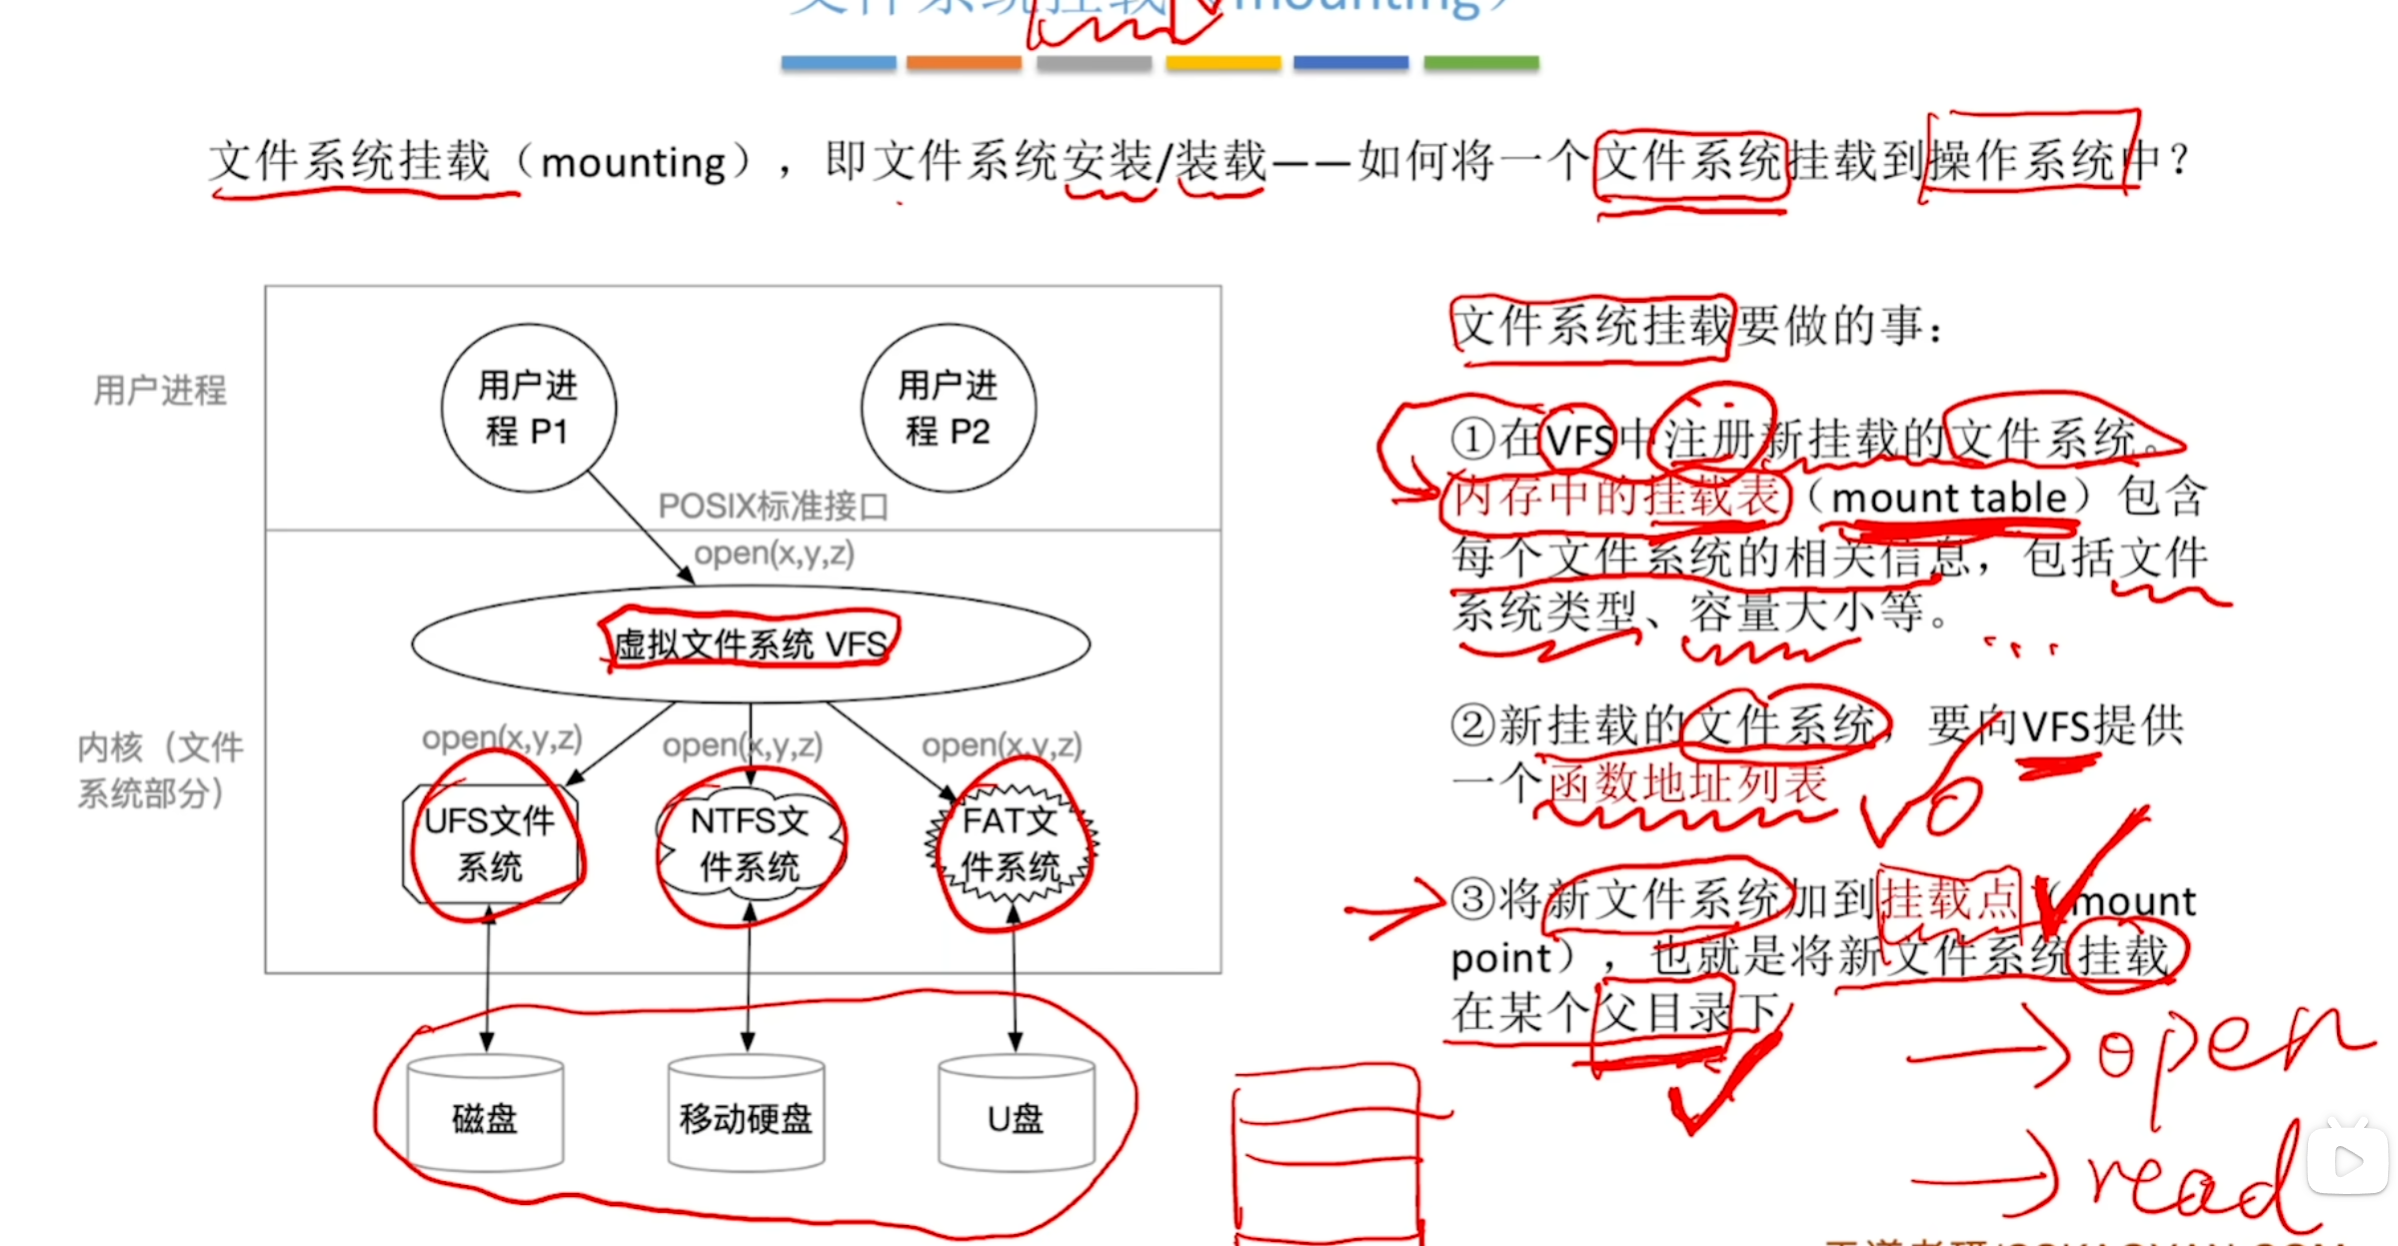 文件系统挂载（mounting）
文件系统挂载（mounting），即文件系统安装/装载——如何将一个文件系统挂载到操作系统中？
用户进程
用户进
程 P1
用户进
程 P2
POSIX标准接口
open(x,y,z)
虚拟文件系统 VFS
内核（文件
系统部分）
open(x,y,z)
open(x,y,z)
open(x,y,z)
UFS文件
系统
NTFS文
件系统
FAT文
件系统
磁盘
移动硬盘
U盘
文件系统挂载要做的事：
①在VFS中注册新挂载的文件系统。
内存中的挂载表（mount table）包含
每个文件系统的相关信息，包括文件
系统类型、容量大小等。
②新挂载的文件系统，要向VFS提供
一个函数地址列表
③将新文件系统加到挂载点（mount
point），也就是将新文件系统挂载
在某个父目录下
open
read